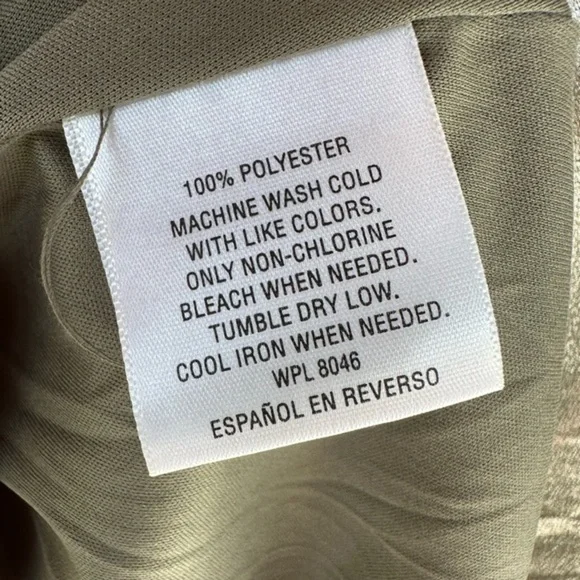 100% POLYESTER
MACHINE WASH COLD
WITH LIKE COLORS.
ONLY NON-CHLORINE
BLEACH WHEN NEEDED.
TUMBLE DRY LOW.
COOL IRON WHEN NEEDED.
WPL 8046
ESPAÑOL EN REVERSO